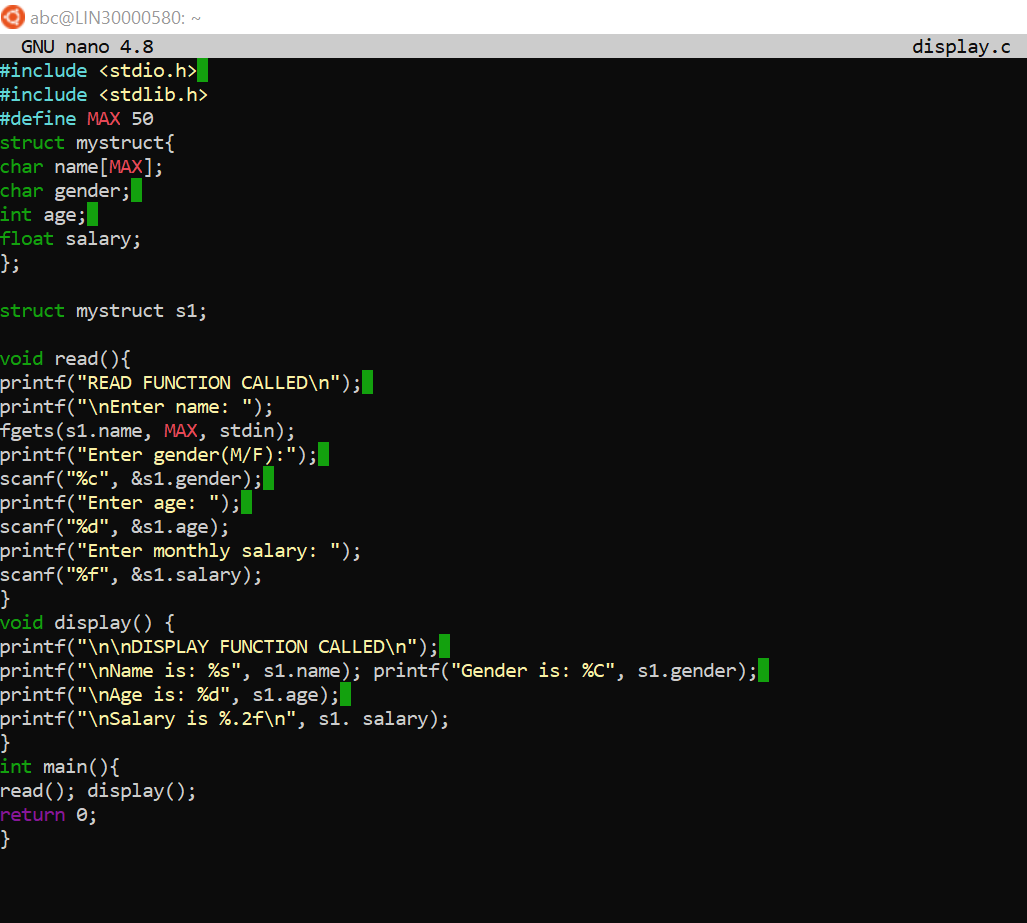 abc@LIN30000580: ~
GNU nano 4.8 display.c
#include <stdio.h>
#include <stdlib.h>
#define MAX 50
struct mystruct{
char name[MAX];
char gender;
int age;
float salary;
};
struct mystruct s1;
void read(){
printf("READ FUNCTION CALLED\n");
printf("\nEnter name: ");
fgets(s1.name, MAX, stdin);
printf("Enter gender(M/F):");
scanf("%c", &s1.gender);
printf("Enter age: ");
scanf("%d", &s1.age);
printf("Enter monthly salary: ");
scanf("%f", &s1.salary);
}
void display() {
printf("\n\nDISPLAY FUNCTION CALLED\n");
printf("\nName is: %s", s1.name); printf("Gender is: %C", s1.gender);
printf("\nAge is: %d", s1.age);
printf("\nSalary is %.2f\n", s1. salary);
}
int main(){
read(); display();
return 0;
}